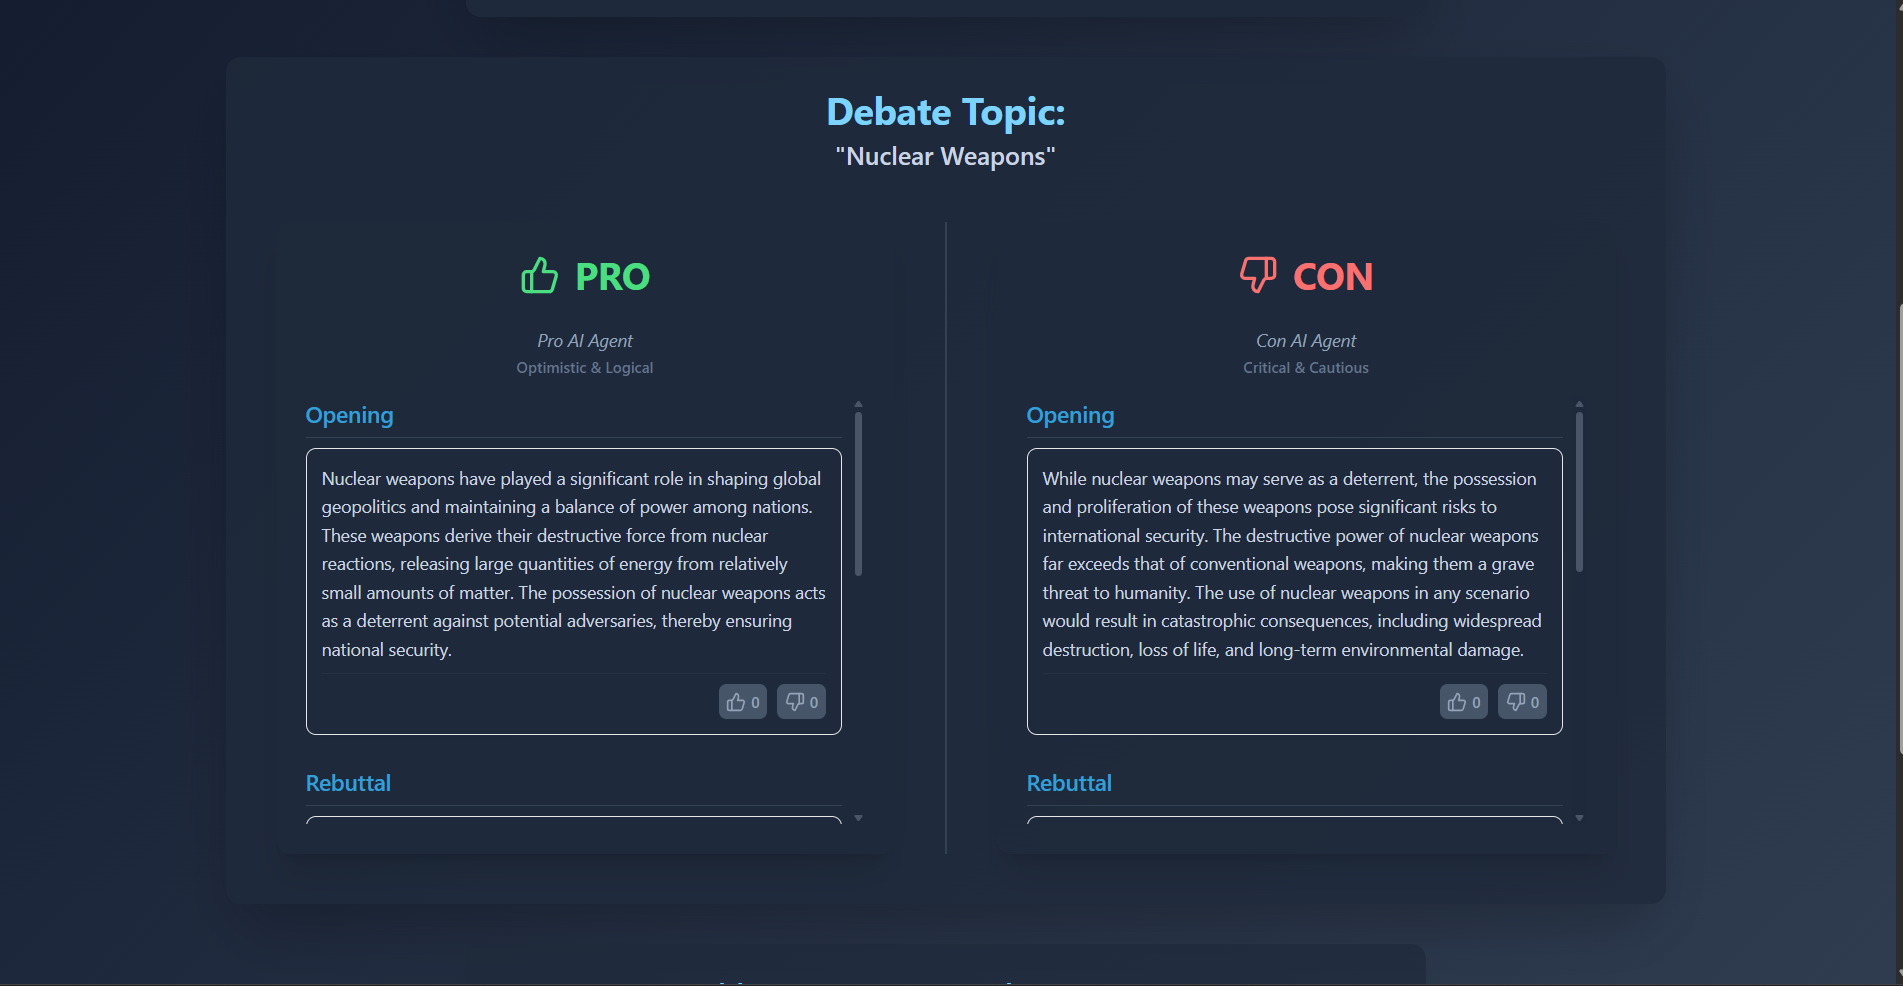 Debate Topic:
"Nuclear Weapons"
PRO
Pro AI Agent
Optimistic & Logical
Opening
Nuclear weapons have played a significant role in shaping global
geopolitics and maintaining a balance of power among nations.
These weapons derive their destructive force from nuclear
reactions, releasing large quantities of energy from relatively
small amounts of matter. The possession of nuclear weapons acts
as a deterrent against potential adversaries, thereby ensuring
national security.
0 0
Rebuttal
CON
Con AI Agent
Critical & Cautious
Opening
While nuclear weapons may serve as a deterrent, the possession
and proliferation of these weapons pose significant risks to
international security. The destructive power of nuclear weapons
far exceeds that of conventional weapons, making them a grave
threat to humanity. The use of nuclear weapons in any scenario
would result in catastrophic consequences, including widespread
destruction, loss of life, and long-term environmental damage.
0 0
Rebuttal